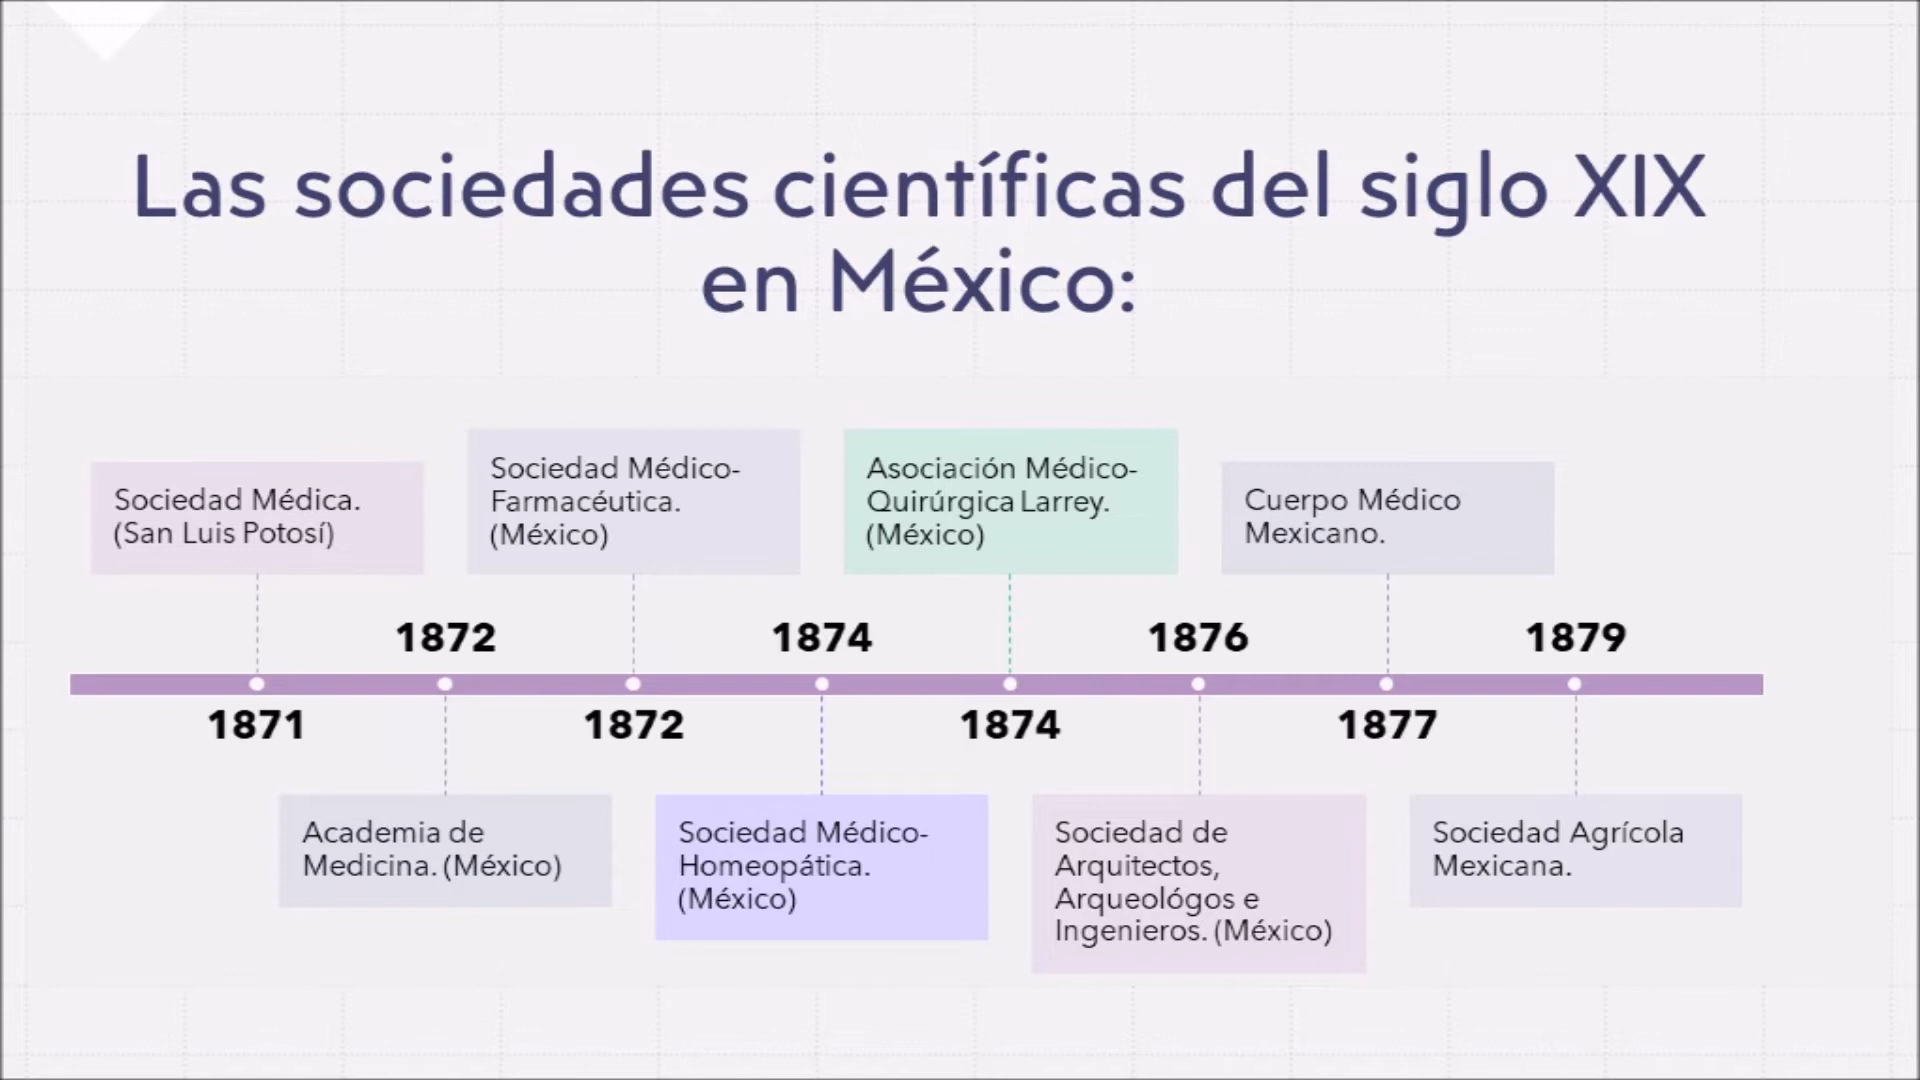 Las sociedades científicas del siglo XIX
en México:
Sociedad Médica.
(San Luis Potosí)
1871
1872
Academia de
Medicina. (México)
Sociedad Médico-
Farmacéutica.
(México)
1872
1874
Sociedad Médico-
Homeopática.
(México)
Asociación Médico-
Quirúrgica Larrey.
(México)
1874
1876
Sociedad de
Arquitectos,
Arqueológos e
Ingenieros. (México)
Cuerpo Médico
Mexicano.
1877
1879
Sociedad Agrícola
Mexicana.